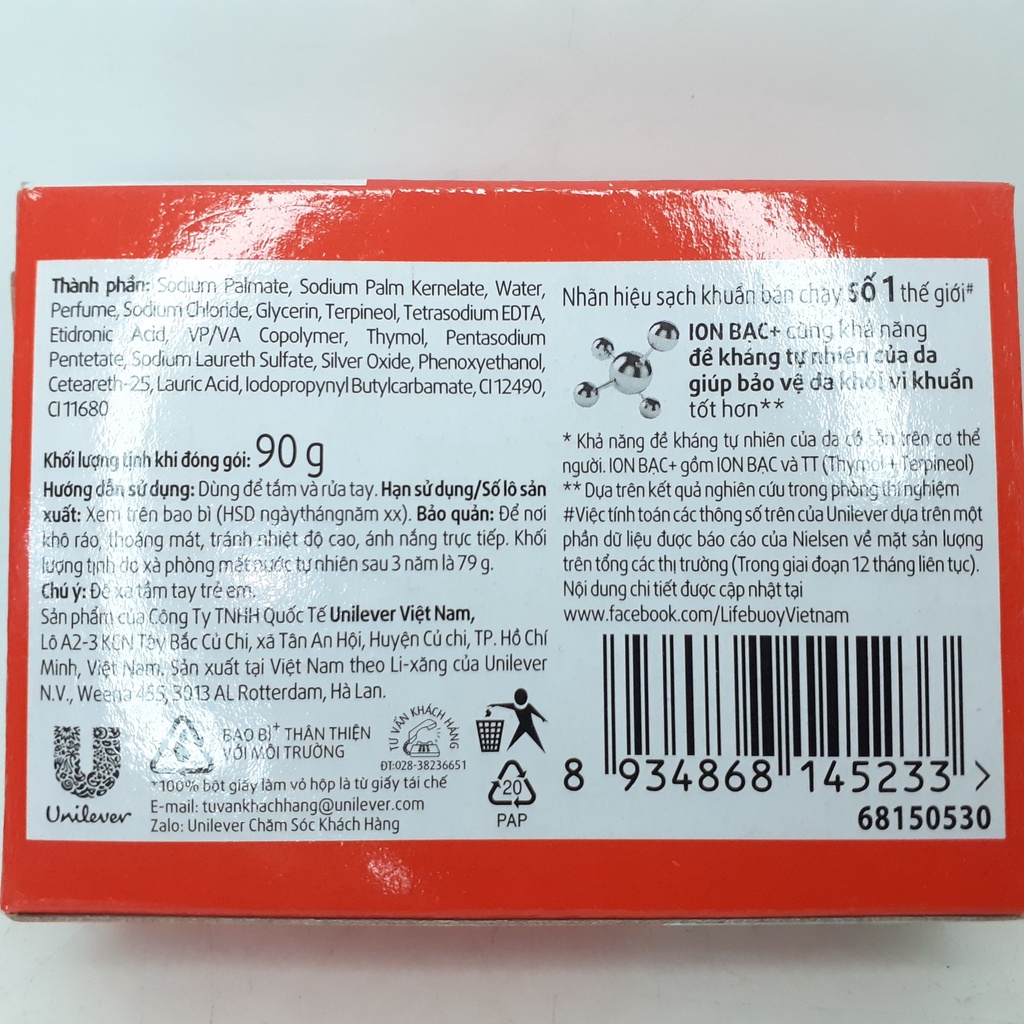 Thành phần: Sodium Palmate, Sodium Palm Kernelate, Water,
Perfume, Sodium Chloride, Glycerin, Terpineol, Tetrasodium EDTA,
Etidronic Acid, VP/VA Copolymer, Thymol, Pentasodium
Pentetate, Sodium Laureth Sulfate, Silver Oxide, Phenoxyethanol,
Ceteareth-25, Lauric Acid, Iodopropynyl Butylcarbamate, CI 12490,
CI 11680
Khối lượng tịnh khi đóng gói: 90 g
Hướng dẫn sử dụng: Dùng để tắm và rửa tay. Hạn sử dụng/Số lô sản
xuất: Xem trên bao bì (HSD ngàythángnăm xx). Bảo quản: Để nơi
khô ráo, thoáng mát, tránh nhiệt độ cao, ánh nắng trực tiếp. Khối
lượng tịnh do xà phòng mất nước tự nhiên sau 3 năm là 79 g.
Chú ý: Để xa tầm tay trẻ em.
Sản phẩm của Công Ty TNHH Quốc Tế Unilever Việt Nam,
Lô A2-3 KCN Tây Bắc Củ Chi, xã Tân An Hội, Huyện Củ chi, TP. Hồ Chí
Minh, Việt Nam. Sản xuất tại Việt Nam theo Li-xăng của Unilever
N.V., Weena 455, 3013 AL Rotterdam, Hà Lan.
Unilever
BAO BÌ+ THÂN THIỆN
VỚI MÔI TRƯỜNG
TƯ VẤN KHÁCH HÀNG
ĐT:028-38236651
+100% bột giấy làm vỏ hộp là từ giấy tái chế
E-mail: tuvankhachhang@unilever.com
Zalo: Unilever Chăm Sóc Khách Hàng
20
PAP
Nhãn hiệu sạch khuẩn bán chạy số 1 thế giới#
ION BẠC+ cùng khả năng
đề kháng tự nhiên của da
giúp bảo vệ da khỏi vi khuẩn
tốt hơn**
* Khả năng đề kháng tự nhiên của da có sẵn trên cơ thể
người. ION BẠC+ gồm ION BẠC và TT (Thymol + Terpineol)
** Dựa trên kết quả nghiên cứu trong phòng thí nghiệm
#Việc tính toán các thông số trên của Unilever dựa trên một
phần dữ liệu được báo cáo của Nielsen về mặt sản lượng
trên tổng các thị trường (Trong giai đoạn 12 tháng liên tục).
Nội dung chi tiết được cập nhật tại
www.facebook.com/LifebuoyVietnam
8 934868 145233 >
68150530